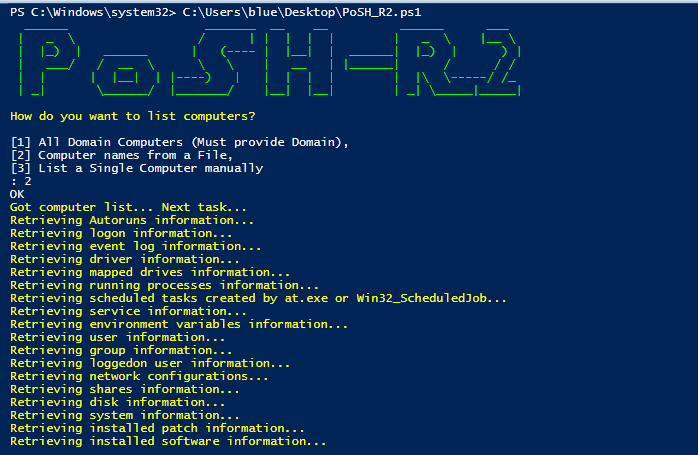 PS C:\Windows\system32> C:\Users\blue\Desktop\PoSH_R2.ps1
PoSH-R2
How do you want to list computers?
[1] All Domain Computers (Must provide Domain),
[2] Computer names from a File,
[3] List a Single Computer manually
: 2
OK
Got computer list... Next task...
Retrieving Autoruns information...
Retrieving logon information...
Retrieving event log information...
Retrieving driver information...
Retrieving mapped drives information...
Retrieving running processes information...
Retrieving scheduled tasks created by at.exe or Win32_ScheduledJob...
Retrieving service information...
Retrieving environment variables information...
Retrieving user information...
Retrieving group information...
Retrieving loggedon user information...
Retrieving network configurations...
Retrieving shares information...
Retrieving disk information...
Retrieving system information...
Retrieving installed patch information...
Retrieving installed software information...